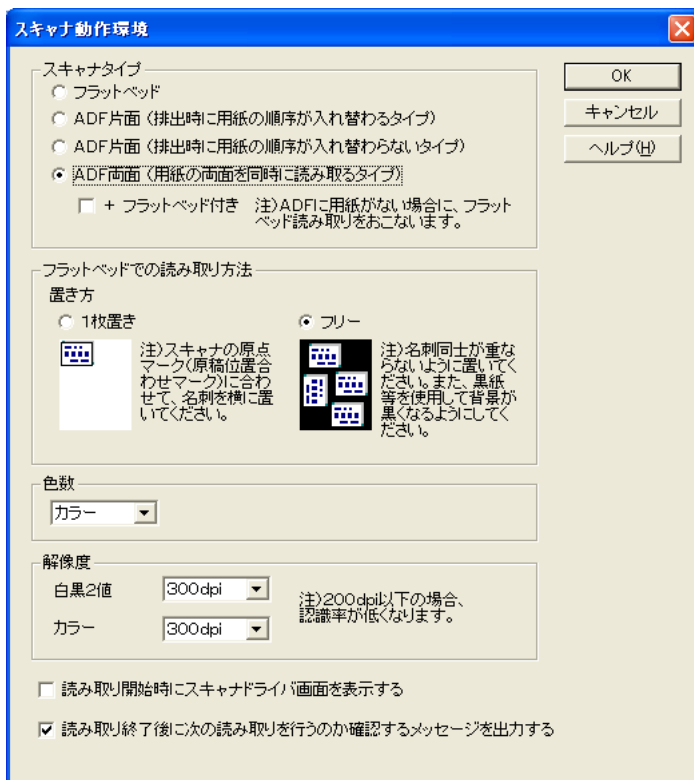 スキャナ動作環境
スキャナタイプ
フラットベッド
ADF片面(排出時に用紙の順序が入れ替わるタイプ)
ADF片面(排出時に用紙の順序が入れ替わらないタイプ)
ADF両面(用紙の両面を同時に読み取るタイプ)
+ フラットベッド付き
注)ADFに用紙がない場合に、フラット
ベッド読み取りをおこないます。
OK
キャンセル
ヘルプ(H)
フラットベッドでの読み取り方法
置き方
1枚置き
注)スキャナの原点
マーク(原稿位置合
わせマーク)に合わ
せて、名刺を横に置
いてください。
フリー
注)名刺同士が重な
らないように置いてく
ださい。また、黒紙
等を使用して背景が
黒くなるようにしてく
ださい。
色数
カラー
解像度
白黒2値 300dpi
カラー 300dpi
注)200dpi以下の場合、
認識率が低くなります。
読み取り開始時にスキャナドライバ画面を表示する
読み取り終了後に次の読み取りを行うのか確認するメッセージを出力する